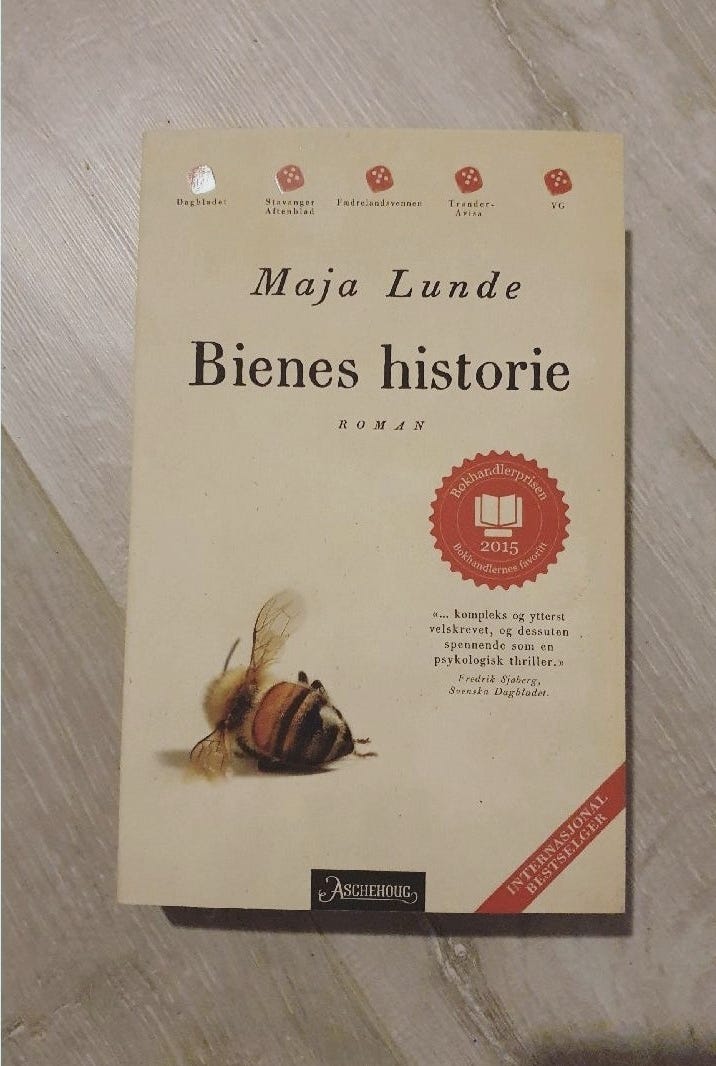 Dagbladet
Stavanger
Aftenblad
Fædrelandsvennen
Trønder-
Avisa
VG
Maja Lunde
Bienes historie
ROMAN
Bokhandlerprisen
2015
Bokhandlernes favoritt
«... kompleks og ytterst
velskrevet, og dessuten
spennende som en
psykologisk thriller.»
Fredrik Sjøberg,
Svenska Dagbladet.
INTERNASJONAL
BESTSELGER
ASCHEHOUG